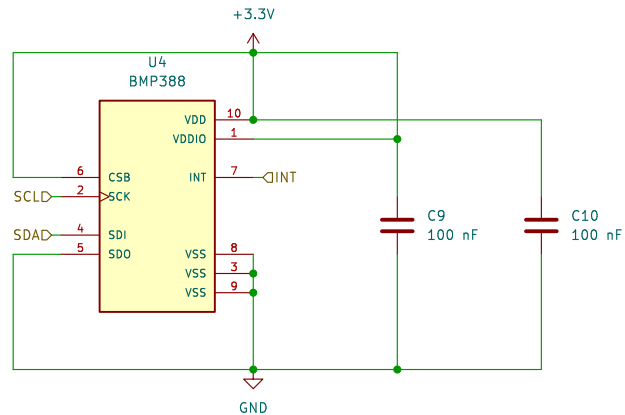 +3.3V
U4
BMP388
VDD 10
VDDIO 1
6 CSB INT 7 INT
SCL 2 SCK
C9 C10
100 nF 100 nF
SDA 4 SDI
5 SDO VSS 8
VSS 3
VSS 9
GND